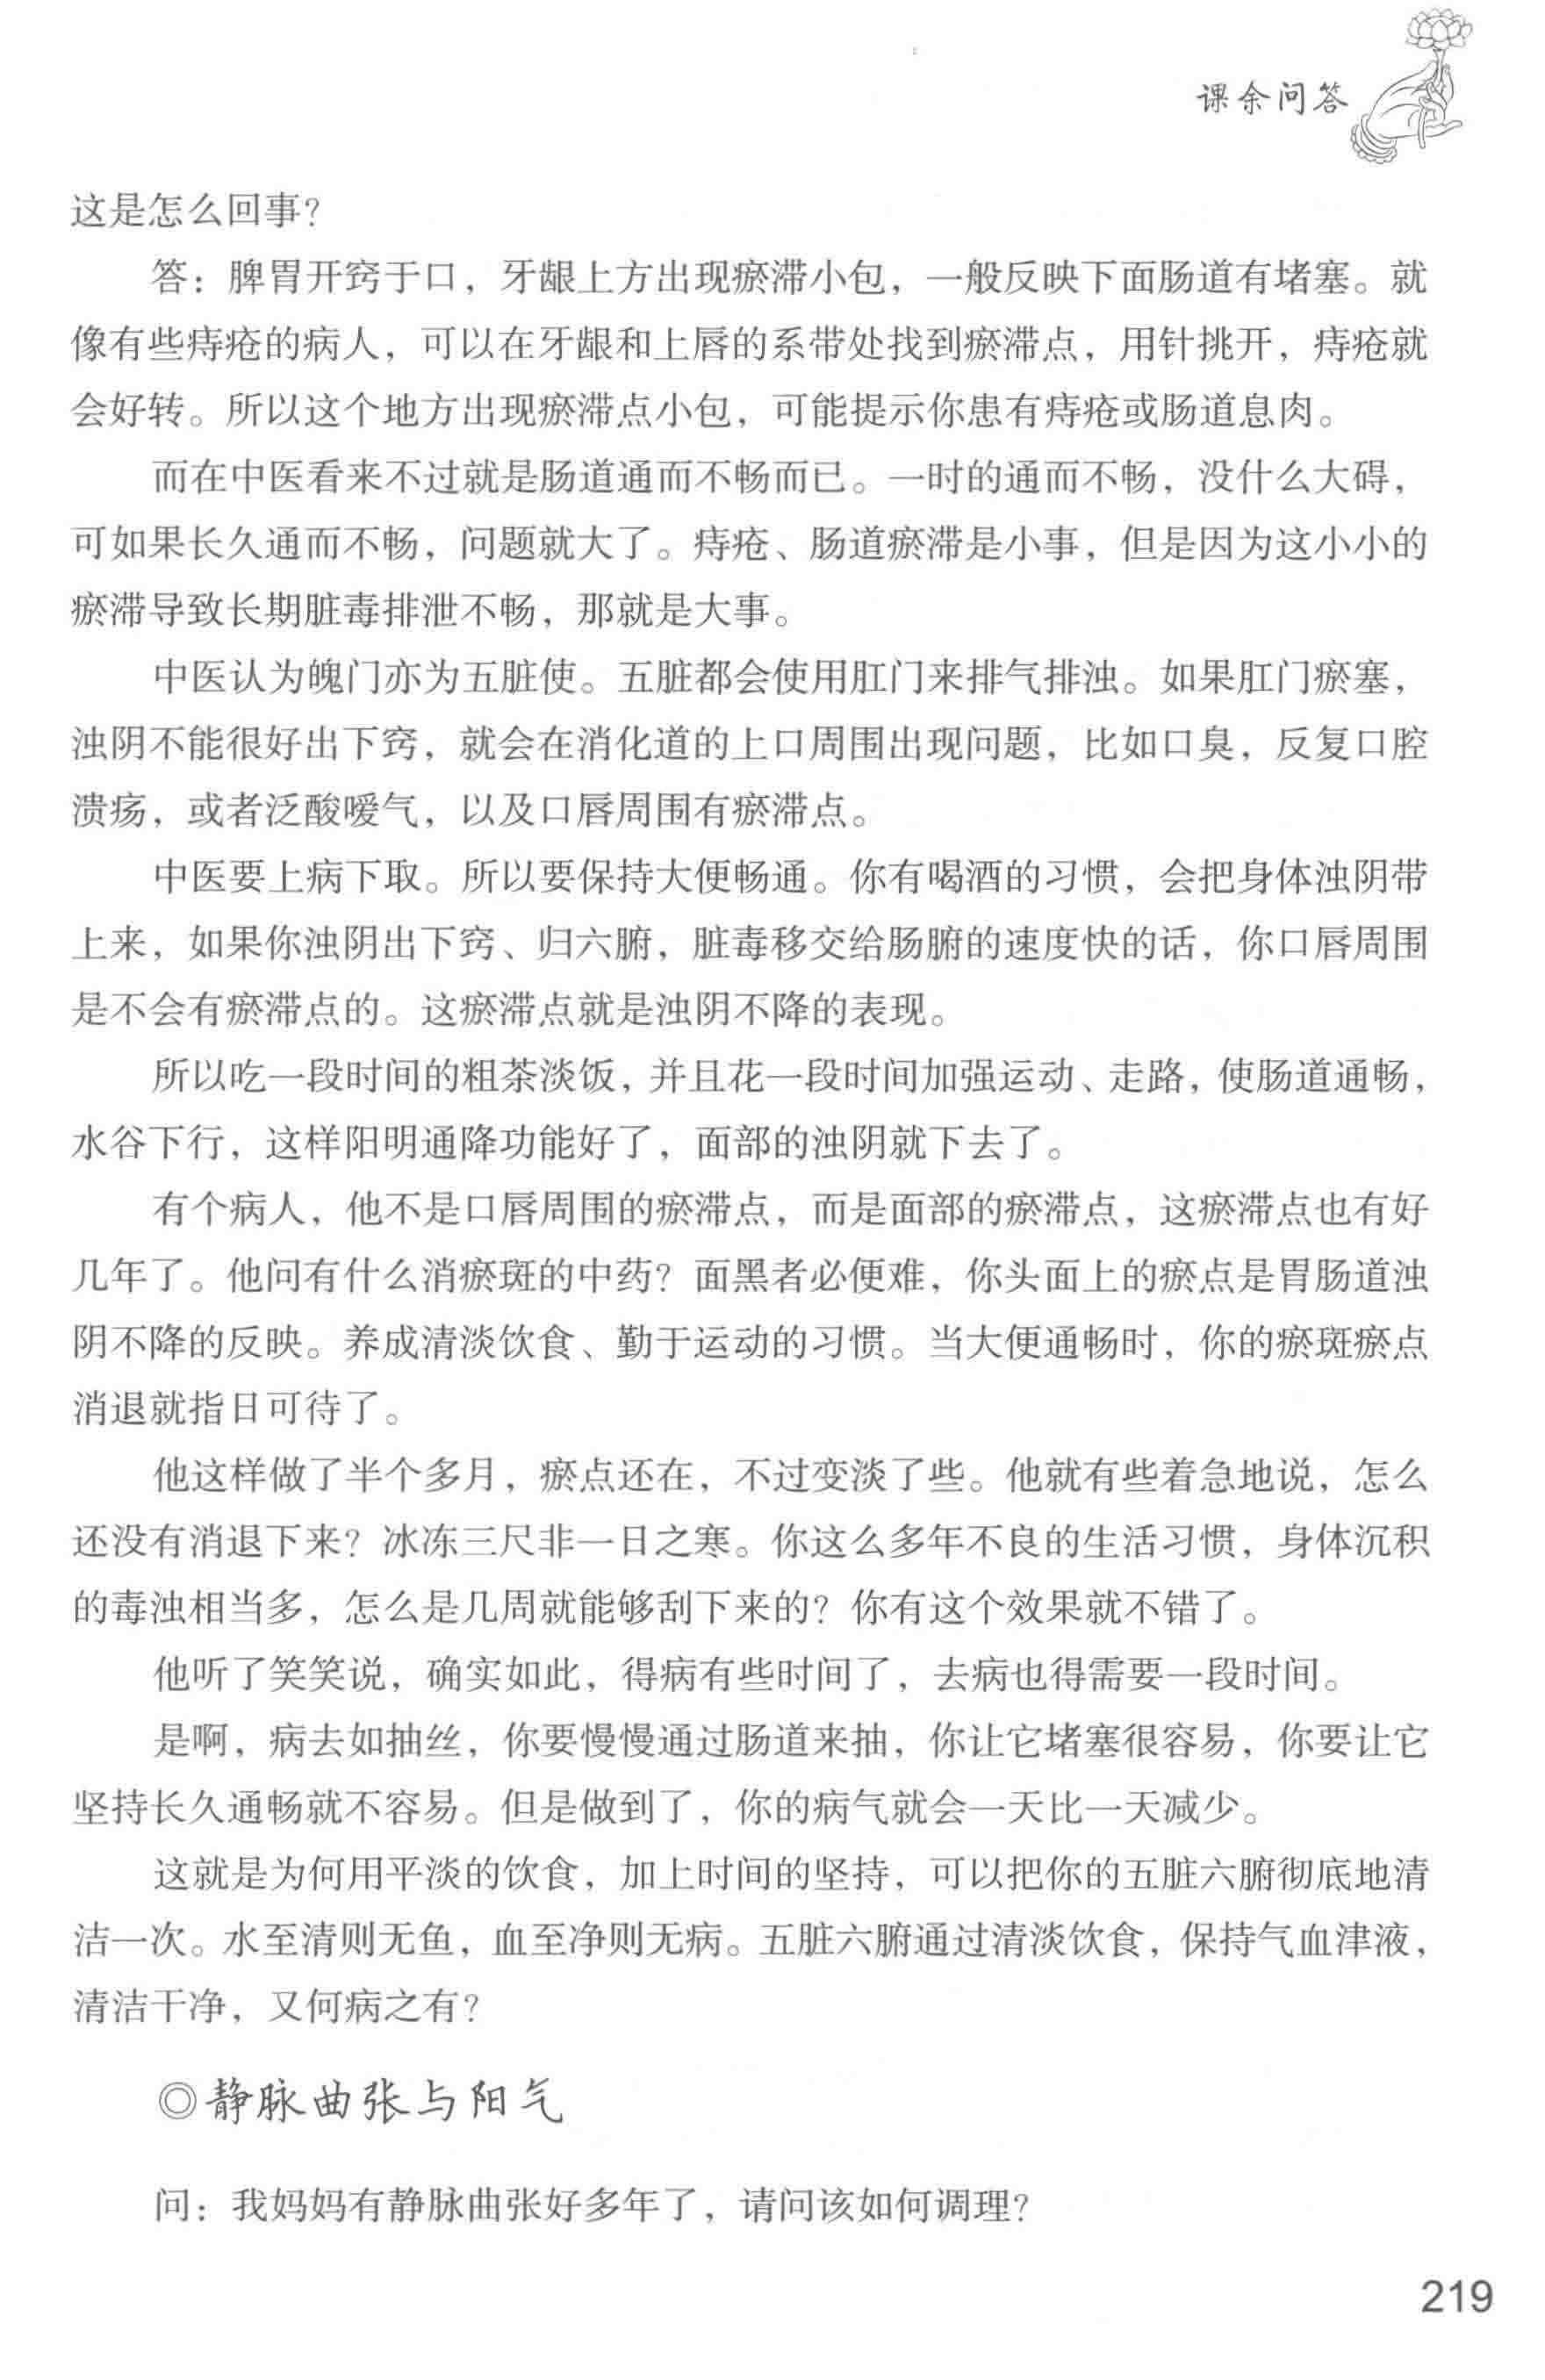 课余问答
这是怎么回事？
答：脾胃开窍于口，牙龈上方出现瘀滞小包，一般反映下面肠道有堵塞。就
像有些痔疮的病人，可以在牙龈和上唇的系带处找到瘀滞点，用针挑开，痔疮就
会好转。所以这个地方出现瘀滞点小包，可能提示你患有痔疮或肠道息肉。
而在中医看来不过就是肠道通而不畅而已。一时的通而不畅，没什么大碍，
可如果长久通而不畅，问题就大了。痔疮、肠道瘀滞是小事，但是因为这小小的
瘀滞导致长期脏毒排泄不畅，那就是大事。
中医认为魄门亦为五脏使。五脏都会使用肛门来排气排浊。如果肛门瘀塞，
浊阴不能很好出下窍，就会在消化道的上口周围出现问题，比如口臭，反复口腔
溃疡，或者泛酸嗳气，以及口唇周围有瘀滞点。
中医要上病下取。所以要保持大便畅通。你有喝酒的习惯，会把身体浊阴带
上来，如果你浊阴出下窍、归六腑，脏毒移交给肠腑的速度快的话，你口唇周围
是不会有瘀滞点的。这瘀滞点就是浊阴不降的表现。
所以吃一段时间的粗茶淡饭，并且花一段时间加强运动、走路，使肠道通畅，
水谷下行，这样阳明通降功能好了，面部的浊阴就下去了。
有个病人，他不是口唇周围的瘀滞点，而是面部的瘀滞点，这瘀滞点也有好
几年了。他问有什么消瘀斑的中药？面黑者必便难，你头面上的瘀点是胃肠道浊
阴不降的反映。养成清淡饮食、勤于运动的习惯。当大便通畅时，你的瘀斑瘀点
消退就指日可待了。
他这样做了半个多月，瘀点还在，不过变淡了些。他就有些着急地说，怎么
还没有消退下来？冰冻三尺非一日之寒。你这么多年不良的生活习惯，身体沉积
的毒浊相当多，怎么是几周就能够刮下来的？你有这个效果就不错了。
他听了笑笑说，确实如此，得病有些时间了，去病也得需要一段时间。
是啊，病去如抽丝，你要慢慢通过肠道来抽，你让它堵塞很容易，你要让它
坚持长久通畅就不容易。但是做到了，你的病气就会一天比一天减少。
这就是为何用平淡的饮食，加上时间的坚持，可以把你的五脏六腑彻底地清
洁一次。水至清则无鱼，血至净则无病。五脏六腑通过清淡饮食，保持气血津液，
清洁干净，又何病之有？
◎静脉曲张与阳气
问：我妈妈有静脉曲张好多年了，请问该如何调理？
219